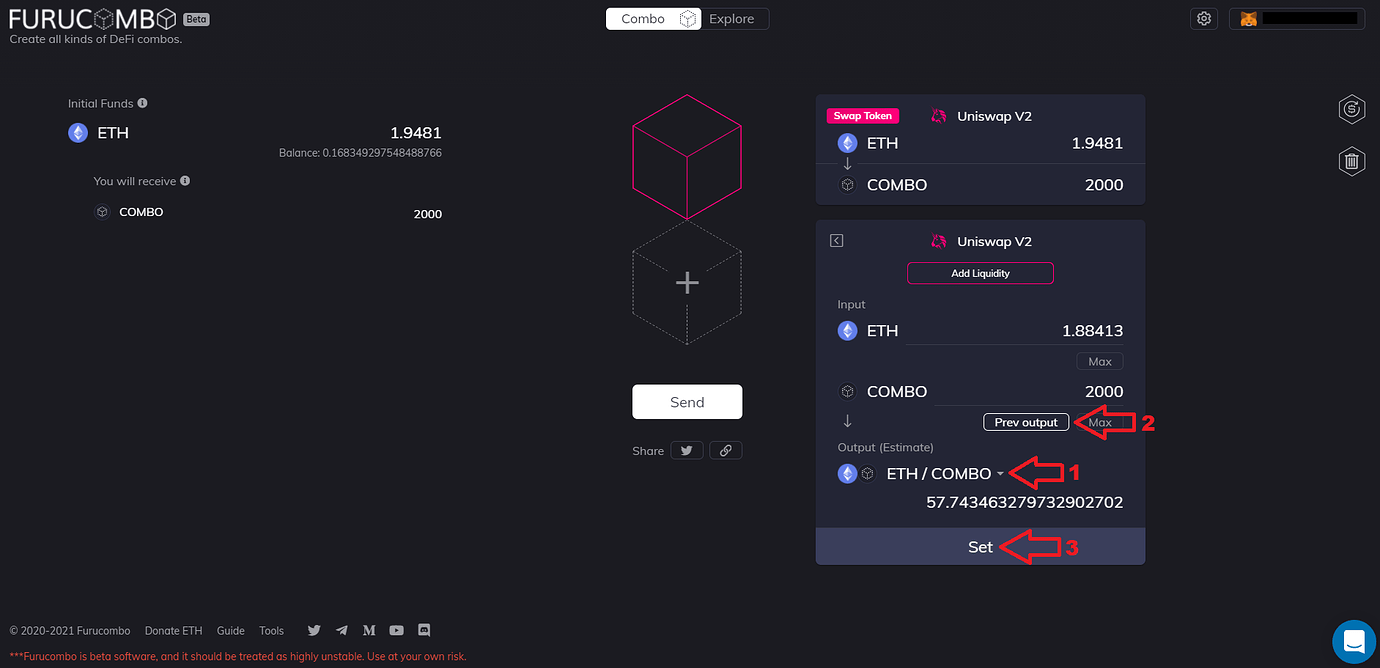 FURUCOMBO Beta
Create all kinds of DeFi combos.
Combo Explore
Initial Funds
ETH 1.9481
Balance: 0.168349297548488766
You will receive
COMBO 2000
Send
Share
Swap Token Uniswap V2
ETH 1.9481
COMBO 2000
Uniswap V2
Add Liquidity
Input
ETH 1.88413
Max
COMBO 2000
Prev output Max 2
Output (Estimate)
ETH / COMBO 1
57.743463279732902702
Set 3
© 2020-2021 Furucombo Donate ETH Guide Tools
***Furucombo is beta software, and it should be treated as highly unstable. Use at your own risk.